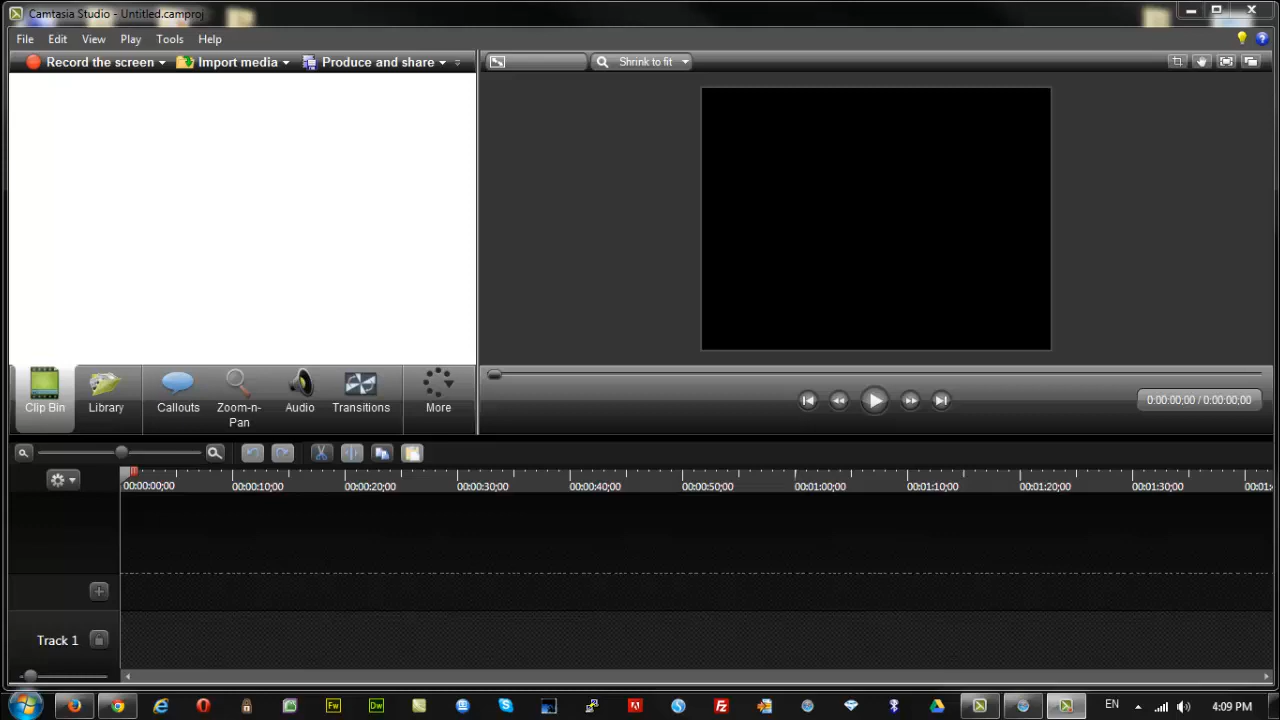 Camtasia Studio - Untitled.camproj
File Edit View Play Tools Help
Record the screen Import media Produce and share
Shrink to fit
Clip Bin Library Callouts Zoom-n-Pan Audio Transitions More
0:00:00;00 / 0:00:00;00
00:00:00;00 00:00:10;00 00:00:20;00 00:00:30;00 00:00:40;00 00:00:50;00 00:01:00;00 00:01:10;00 00:01:20;00 00:01:30;00
Track 1
Fw Dw Fz EN 4:09 PM